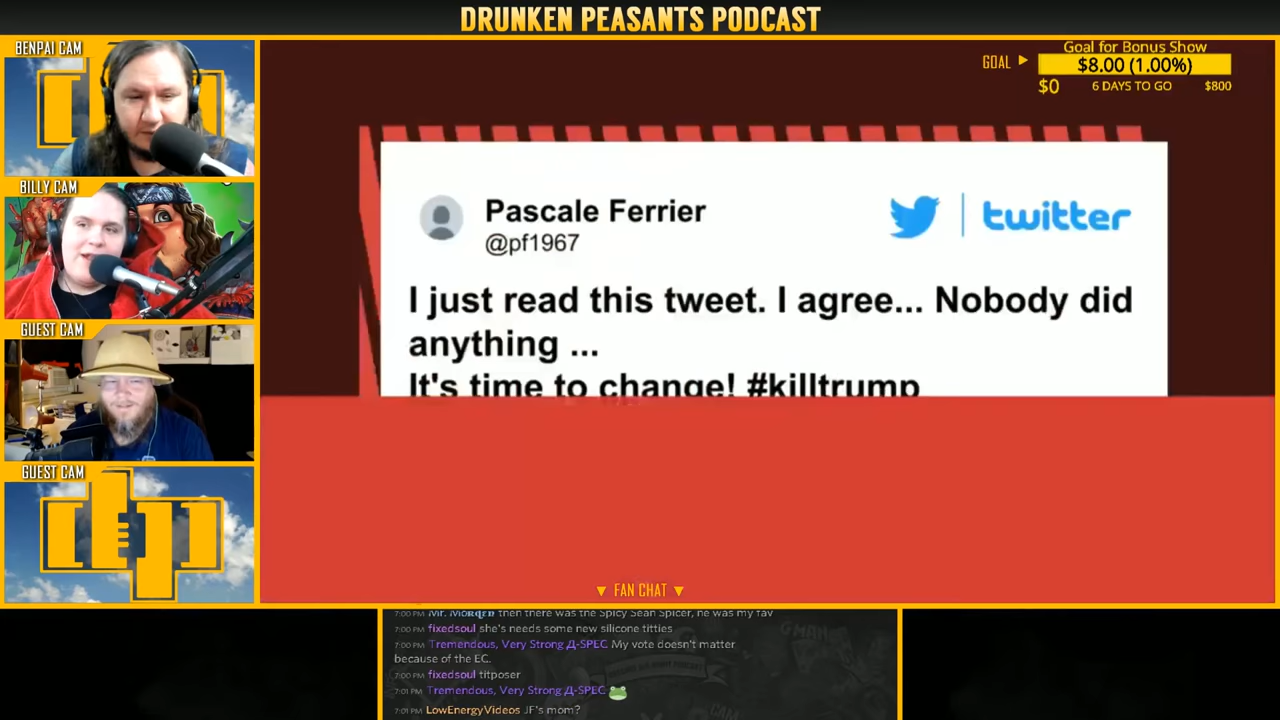 DRUNKEN PEASANTS PODCAST
BENPAI CAM
BILLY CAM
GUEST CAM
GUEST CAM
GOAL ▶
Goal for Bonus Show
$8.00 (1.00%)
$0 6 DAYS TO GO $800
Pascale Ferrier
@pf1967
twitter
I just read this tweet. I agree... Nobody did
anything ...
It's time to change! #killtrump
▼ FAN CHAT ▼
7:00 PM then there was the Spicy Sean Spicer, he was my fav
7:00 PM fixedsoul she's needs some new silicone titties
7:00 PM Tremendous, Very Strong Д-SPEC My vote doesn't matter
because of the EC.
7:00 PM fixedsoul titposer
7:01 PM Tremendous, Very Strong Д-SPEC 🐸
7:01 PM LowEnergyVideos JF's mom?